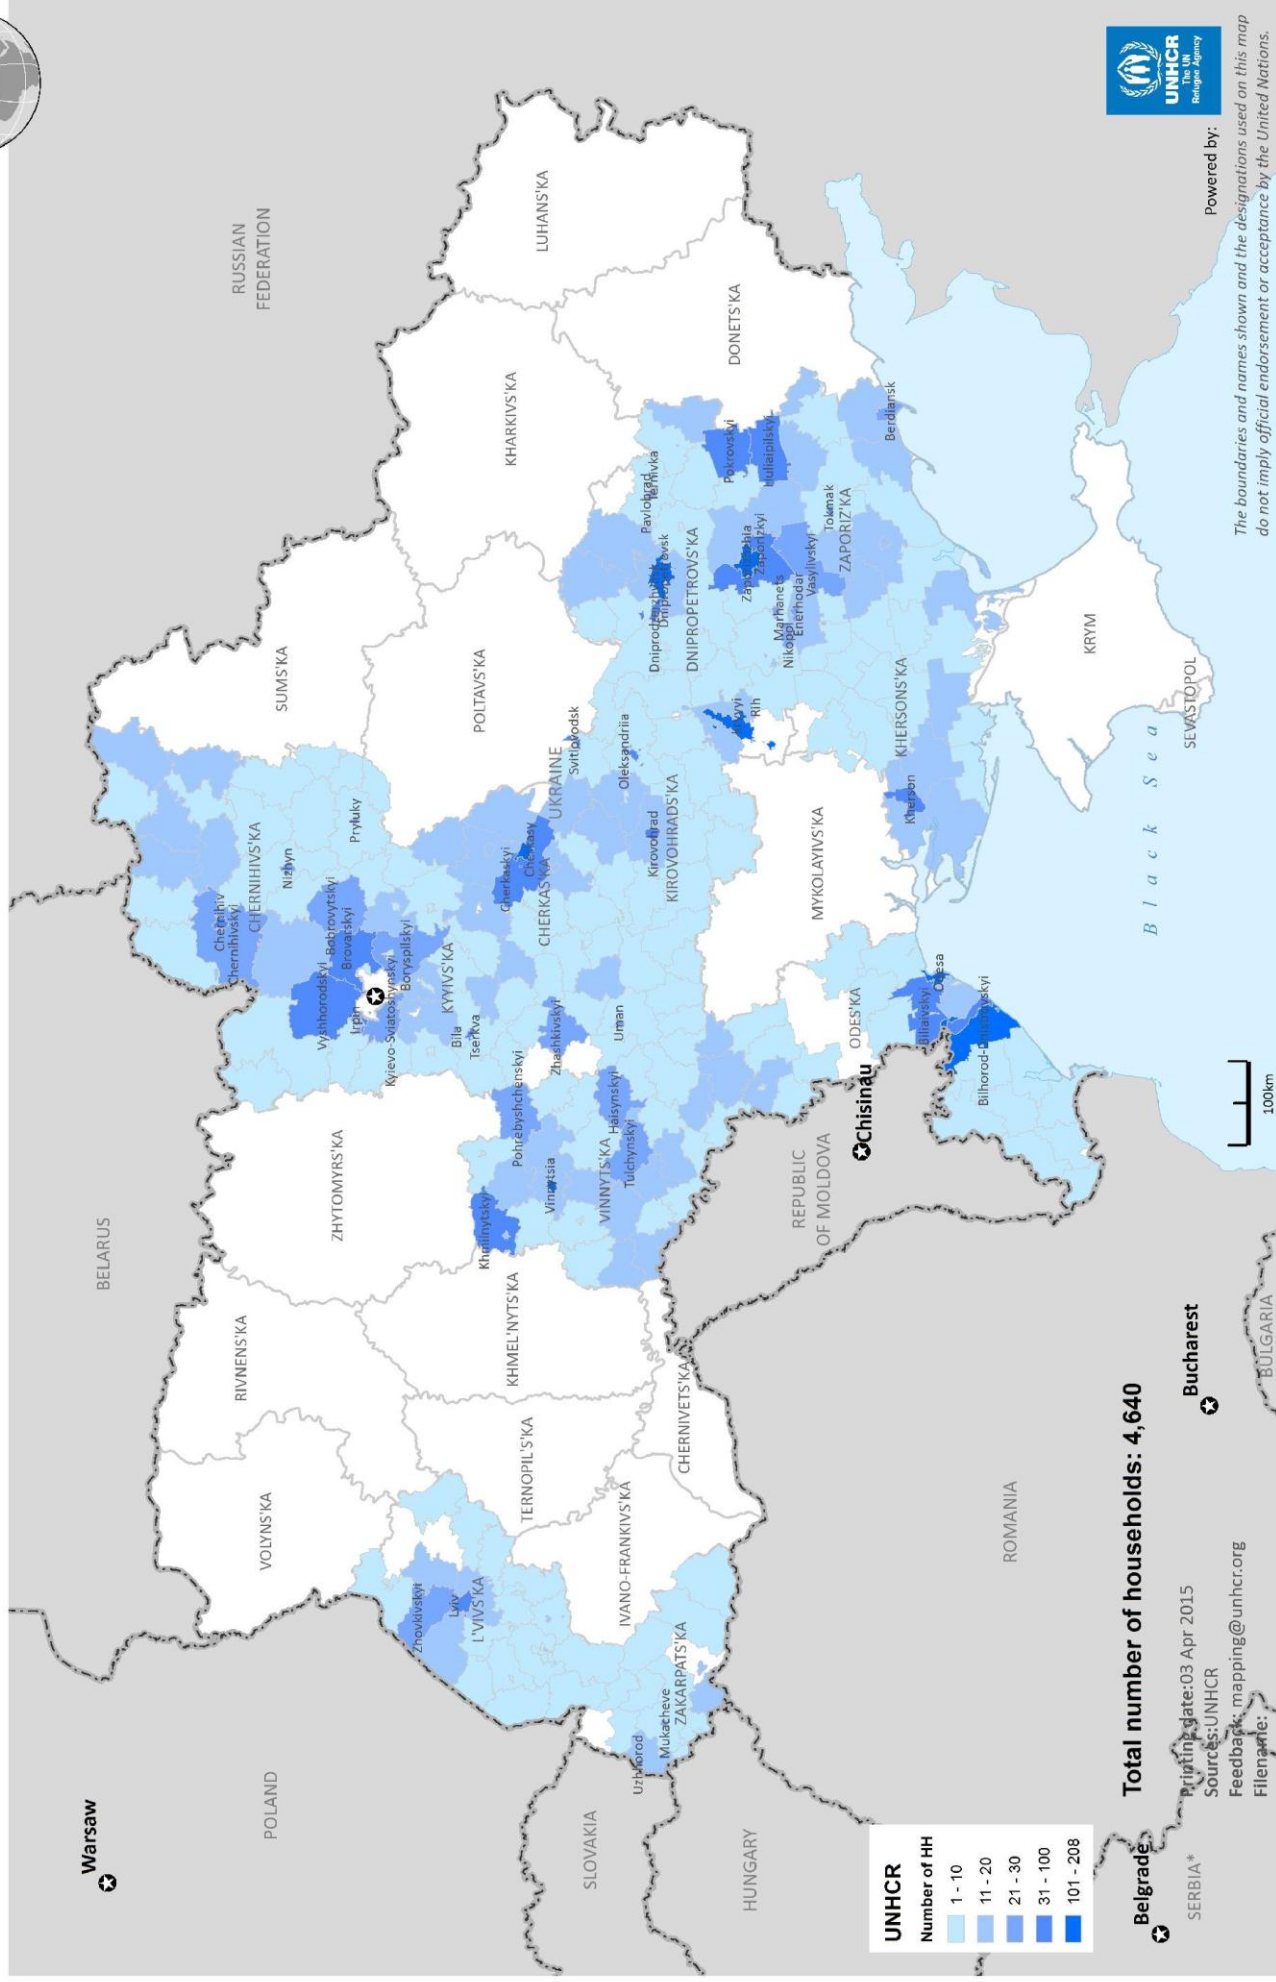 Warsaw
POLAND
BELARUS
RUSSIAN
FEDERATION
VOLYNS'KA
RIVNENS'KA
ZHYTOMYRS'KA
CHERNIHIVS'KA
SUMS'KA
Chernihiv
Chernihivskyi
Nizhyn
Pryluky
Vyshhorodskyi
Bobrovytskyi
Brovarskyi
Irpin
Kyievo-Sviatoshynskyi
Boryspilskyi
KYYIVS'KA
Bila
Tserkva
Zhovkivskyi
Lviv
L'VIVS'KA
TERNOPIL'S'KA
KHMEL'NYTS'KA
Khmilnytskyi
Pohrebyshchenskyi
Zhashkivskyi
Cherkaskyi
Cherkasy
CHERKAS'KA
UKRAINE
POLTAVS'KA
KHARKIVS'KA
LUHANS'KA
Vinnytsia
VINNYTS'KA
Haisynskyi
Tulchynskyi
Uman
Svitlovodsk
Oleksandriia
Kirovohrad
KIROVOHRADS'KA
SLOVAKIA
IVANO-FRANKIVS'KA
CHERNIVETS'KA
Uzhhorod
Mukacheve
ZAKARPATS'KA
Pavlohrad
Ternivka
Dniprodzerzhynsk
Dnipropetrovsk
DNIPROPETROVS'KA
DONETS'KA
Pokrovskyi
Huliaipilskyi
Zaporizhzhia
Zaporizkyi
Kryvyi
Rih
Marhanets
Nikopol
Enerhodar
Vasylivskyi
Tokmak
ZAPORIZ'KA
Berdiansk
HUNGARY
REPUBLIC
OF MOLDOVA
Chisinau
ODES'KA
MYKOLAYIVS'KA
KHERSONS'KA
Kherson
Biliaivskyi
Odesa
Bilhorod-Dnistrovskyi
ROMANIA
KRYM
SEVASTOPOL
Black Sea
UNHCR
Number of HH
1 - 10
11 - 20
21 - 30
31 - 100
101 - 208
Total number of households: 4,640
Belgrade
SERBIA*
Bucharest
BULGARIA
Printing date:03 Apr 2015
Sources:UNHCR
Feedback: mapping@unhcr.org
Filename:
100km
Powered by:
UNHCR
The UN
Refugee Agency
The boundaries and names shown and the designations used on this map
do not imply official endorsement or acceptance by the United Nations.